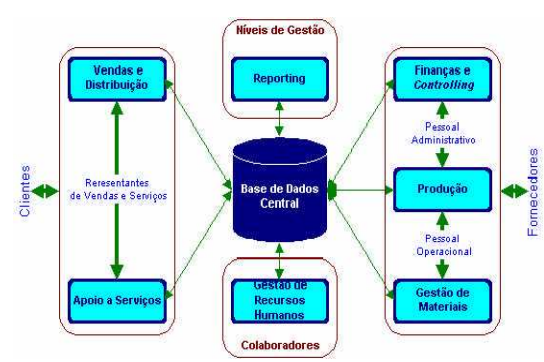 Níveis de Gestão
Vendas e
Distribuição
Reporting
Finanças e
Controlling
Pessoal
Administrativo
Clientes
Reresentantes
de Vendas e Serviços
Base de Dados
Central
Produção
Fornecedores
Pessoal
Operacional
Apoio a Serviços
Gestão de
Recursos
Humanos
Gestão de
Materiais
Colaboradores